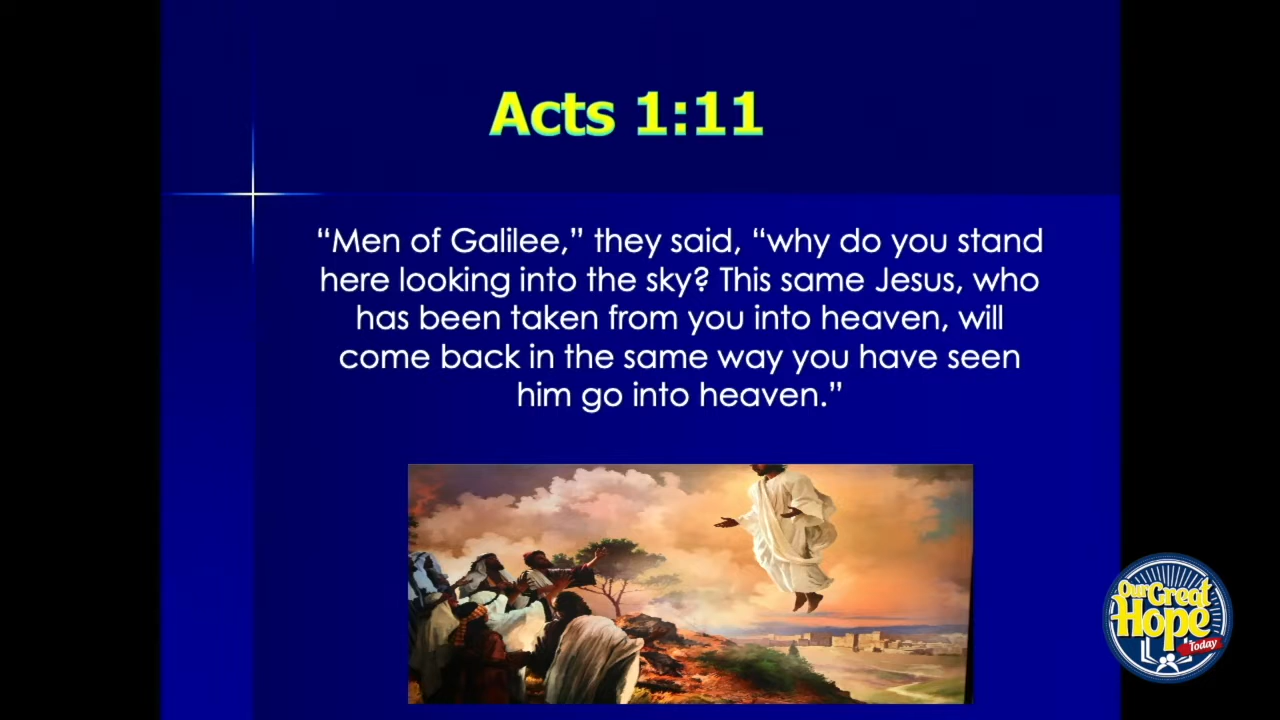 Acts 1:11
“Men of Galilee,” they said, “why do you stand
here looking into the sky? This same Jesus, who
has been taken from you into heaven, will
come back in the same way you have seen
him go into heaven.”
Our Great
Hope
Today